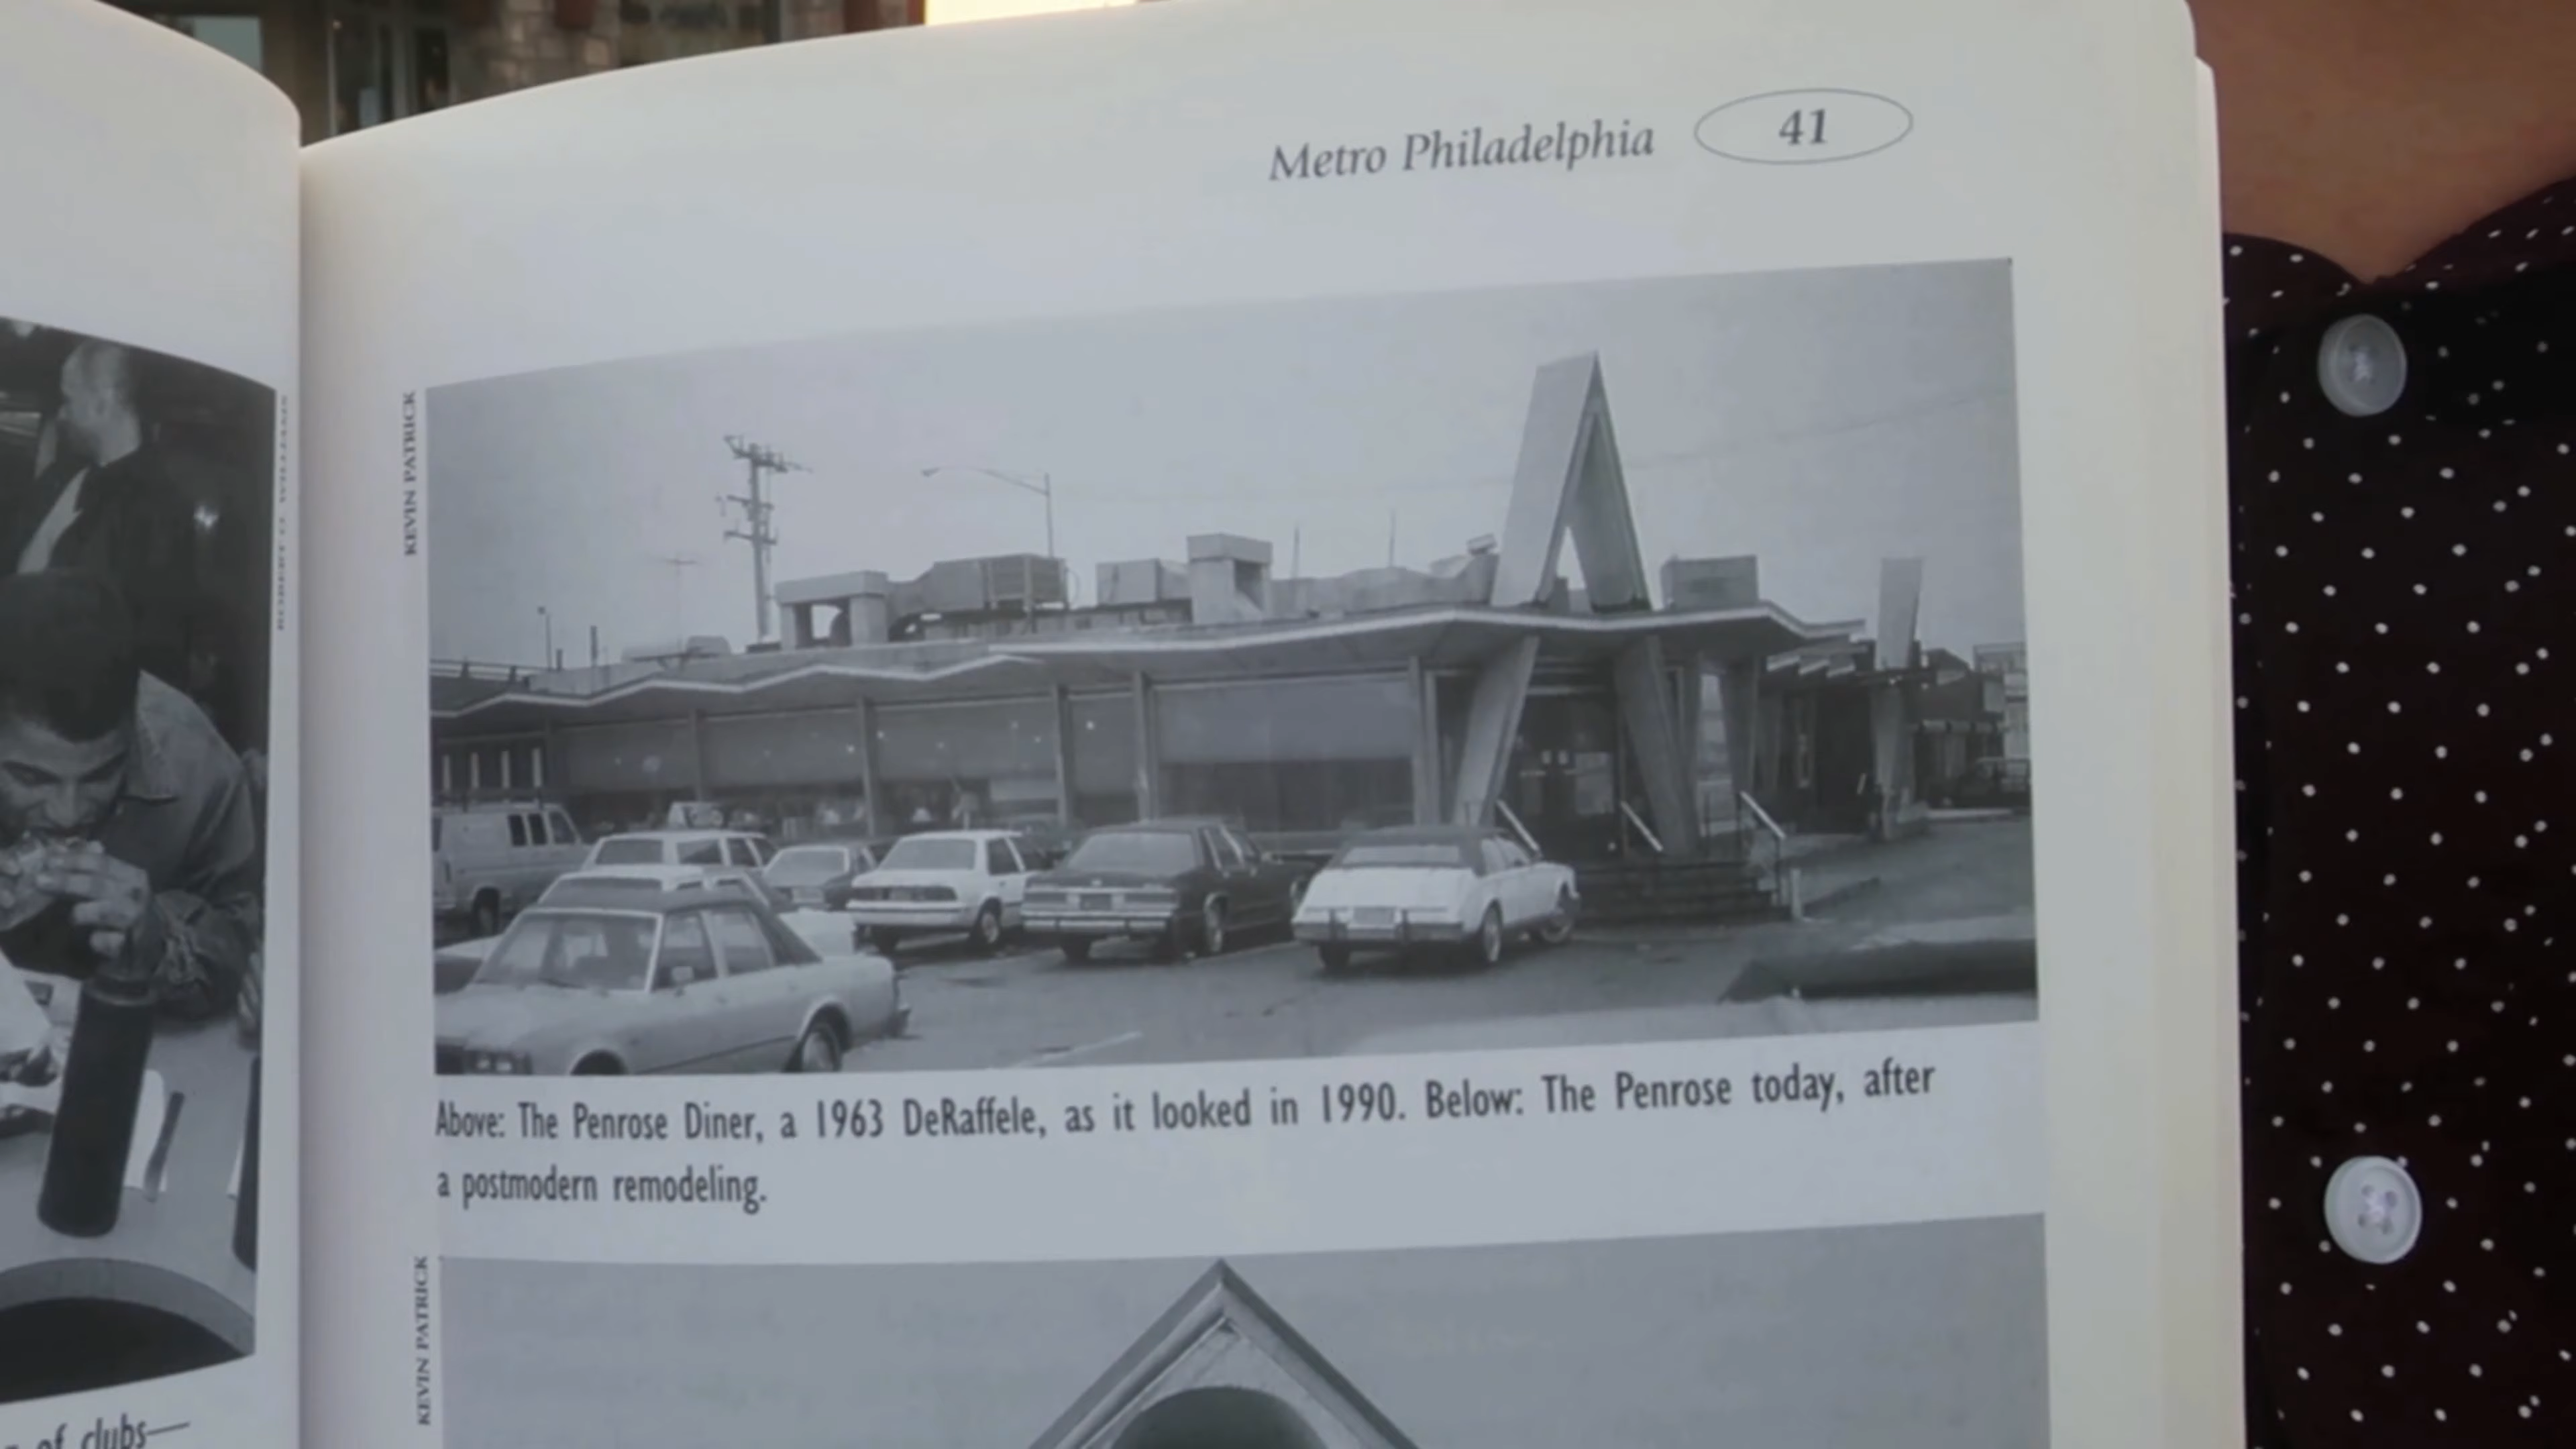 of clubs—
Metro Philadelphia 41
KEVIN PATRICK
Above: The Penrose Diner, a 1963 DeRaffele, as it looked in 1990. Below: The Penrose today, after
a postmodern remodeling.
KEVIN PATRICK